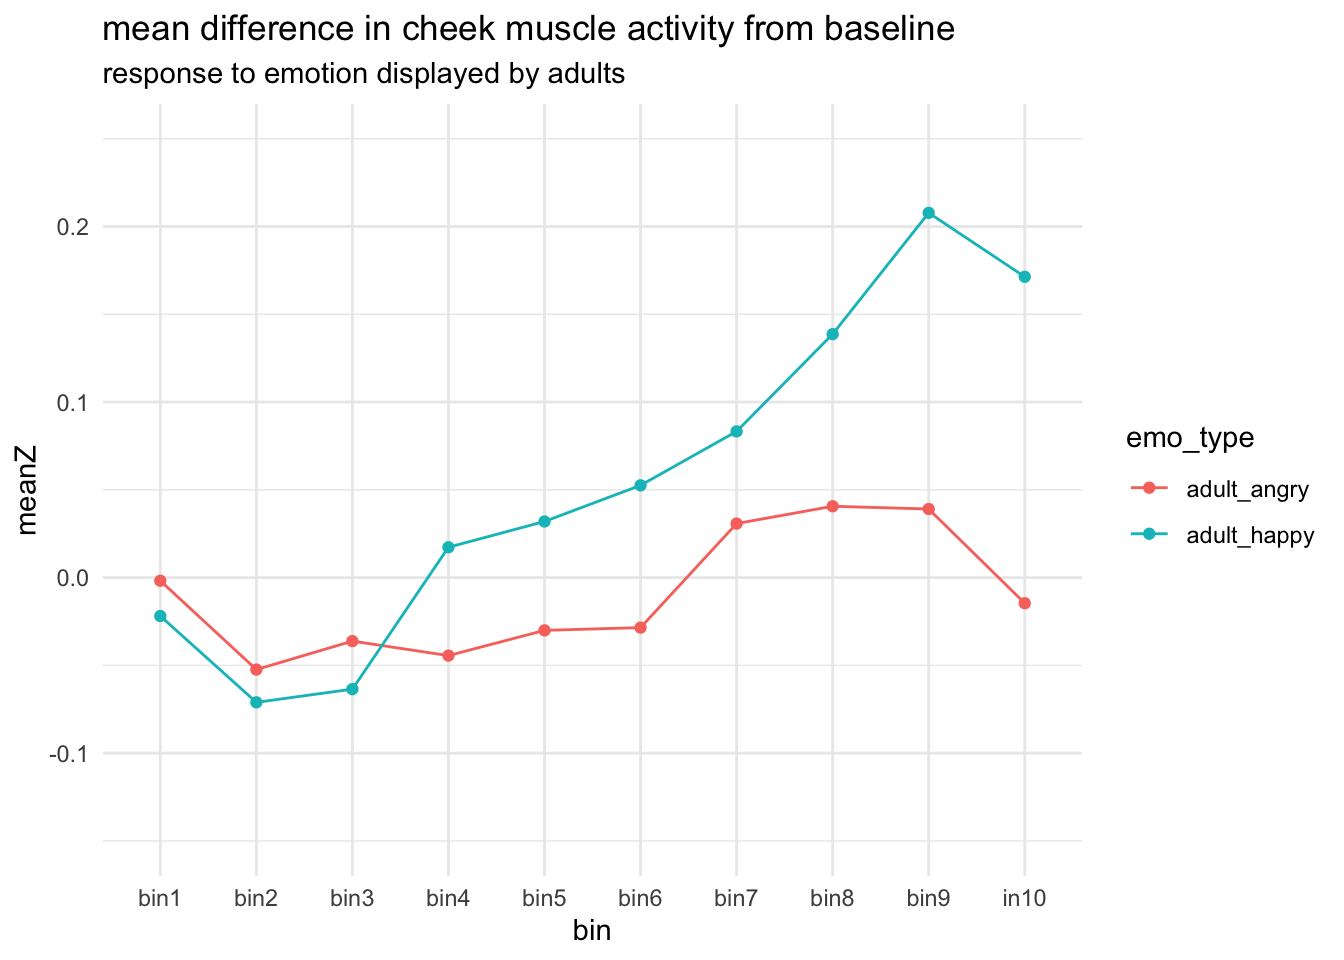 mean difference in cheek muscle activity from baseline
response to emotion displayed by adults
0.2
0.1
0.0
-0.1
meanZ
bin1 bin2 bin3 bin4 bin5 bin6 bin7 bin8 bin9 in10
bin
emo_type
adult_angry
adult_happy